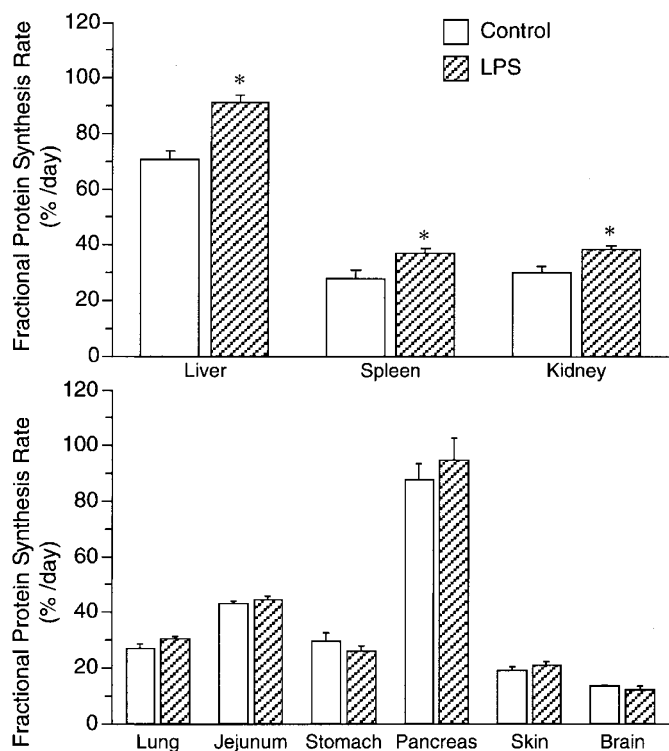 Control
LPS
Fractional Protein Synthesis Rate
(% /day)
120
100
80
60
40
20
0
*
*
*
Liver Spleen Kidney
Fractional Protein Synthesis Rate
(% /day)
120
100
80
60
40
20
0
Lung Jejunum Stomach Pancreas Skin Brain